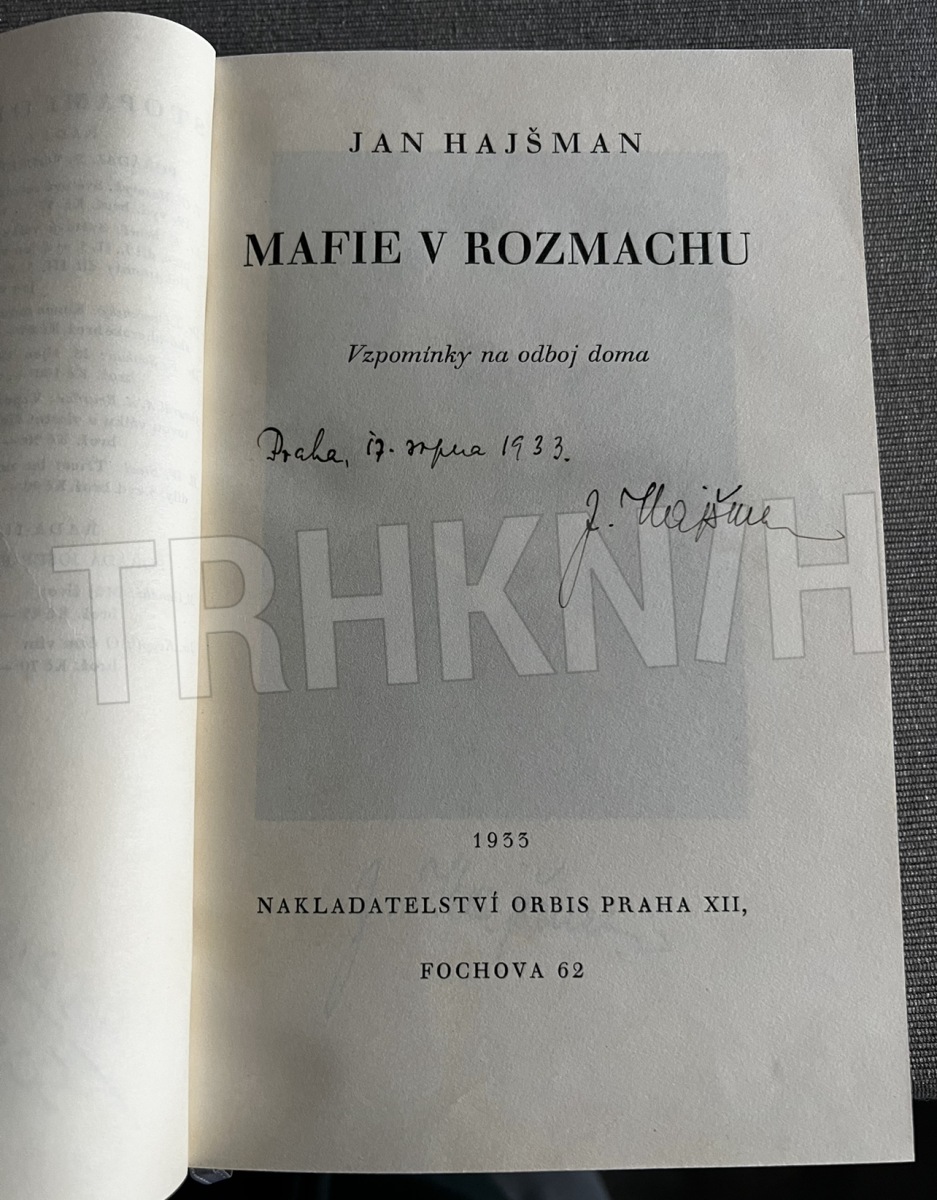 JAN HAJŠMAN
MAFIE V ROZMACHU
Vzpomínky na odboj doma
Praha, 17. srpna 1933.
J. Hajšman
TRHKNIH
1933
NAKLADATELSTVÍ ORBIS PRAHA XII,
FOCHOVA 62